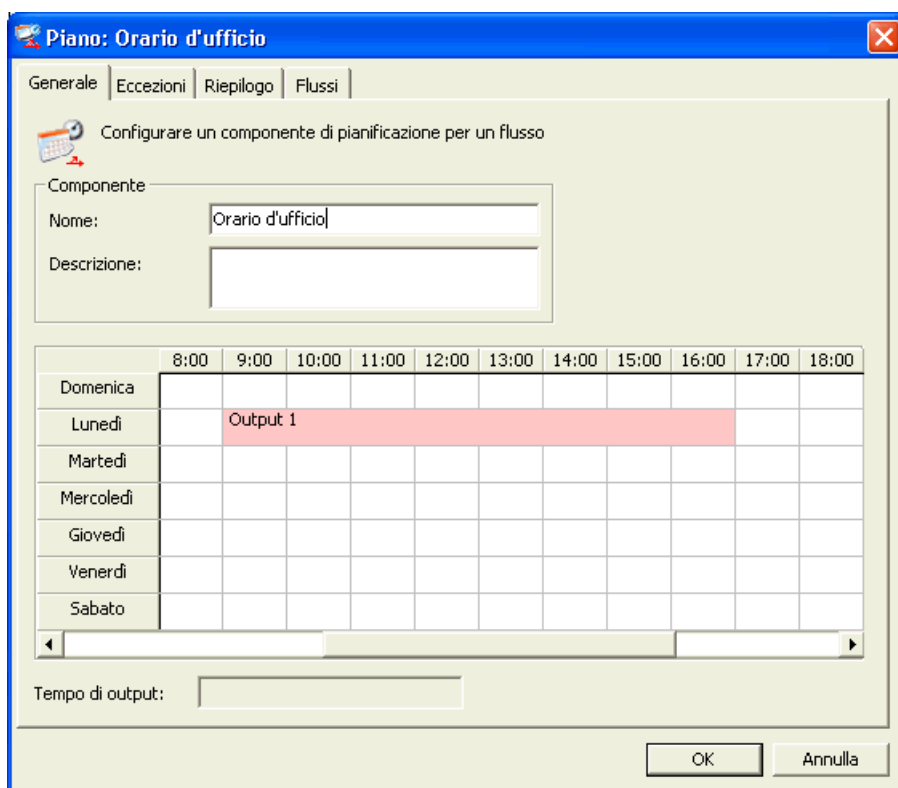 Piano: Orario d'ufficio
Generale Eccezioni Riepilogo Flussi
Configurare un componente di pianificazione per un flusso
Componente
Nome: Orario d'ufficio
Descrizione:
8:00 9:00 10:00 11:00 12:00 13:00 14:00 15:00 16:00 17:00 18:00
Domenica
Lunedì Output 1
Martedì
Mercoledì
Giovedì
Venerdì
Sabato
Tempo di output:
OK Annulla